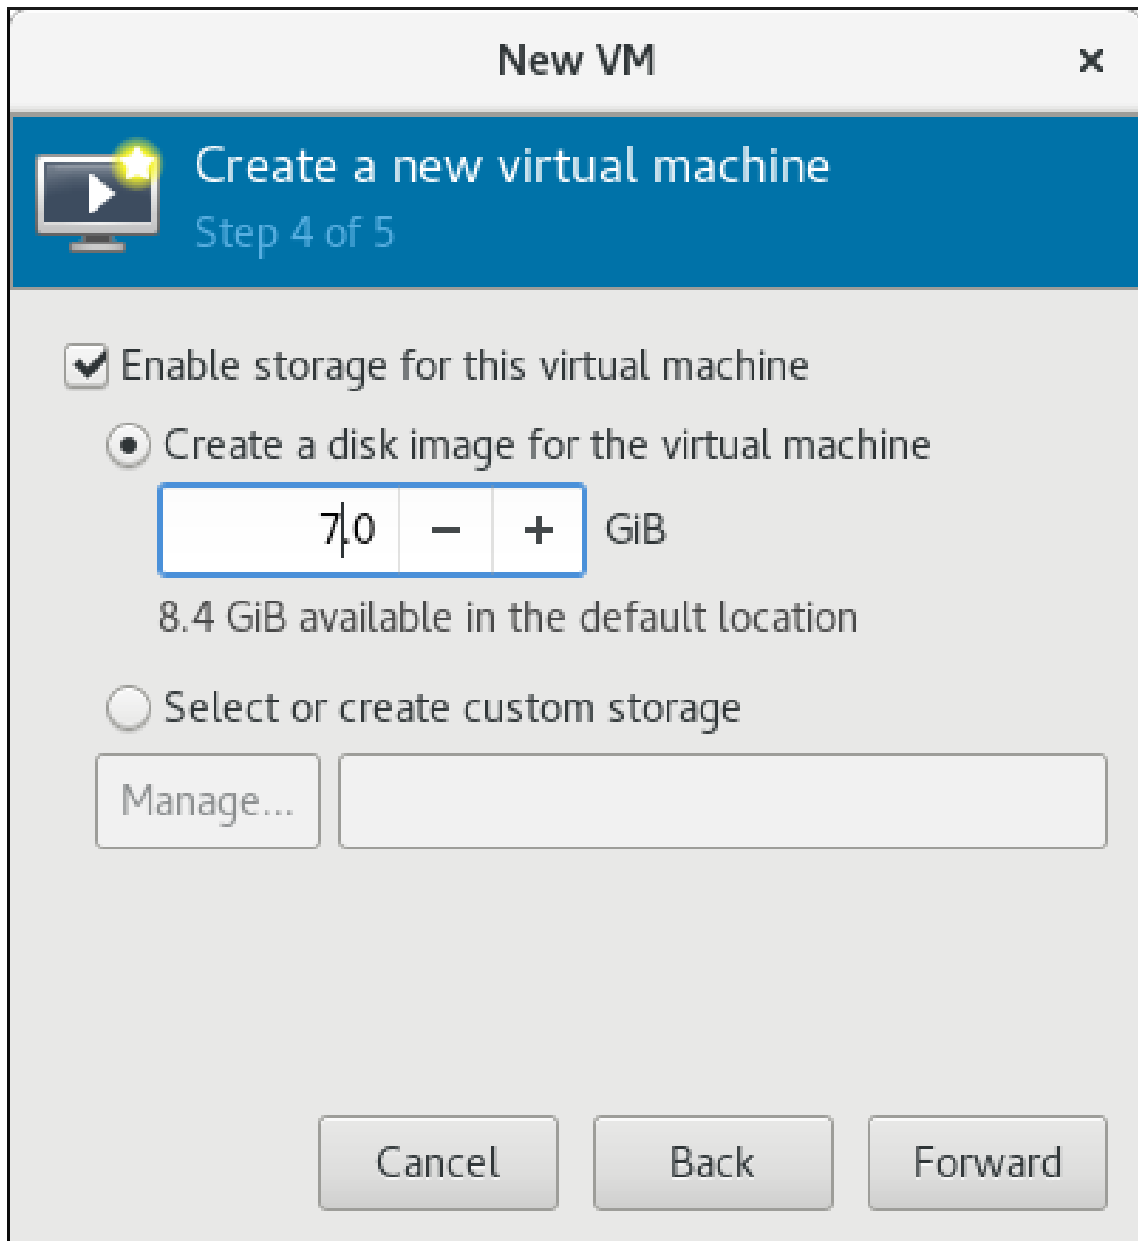 New VM ×
Create a new virtual machine
Step 4 of 5
Enable storage for this virtual machine
Create a disk image for the virtual machine
7.0 − + GiB
8.4 GiB available in the default location
Select or create custom storage
Manage...
Cancel Back Forward